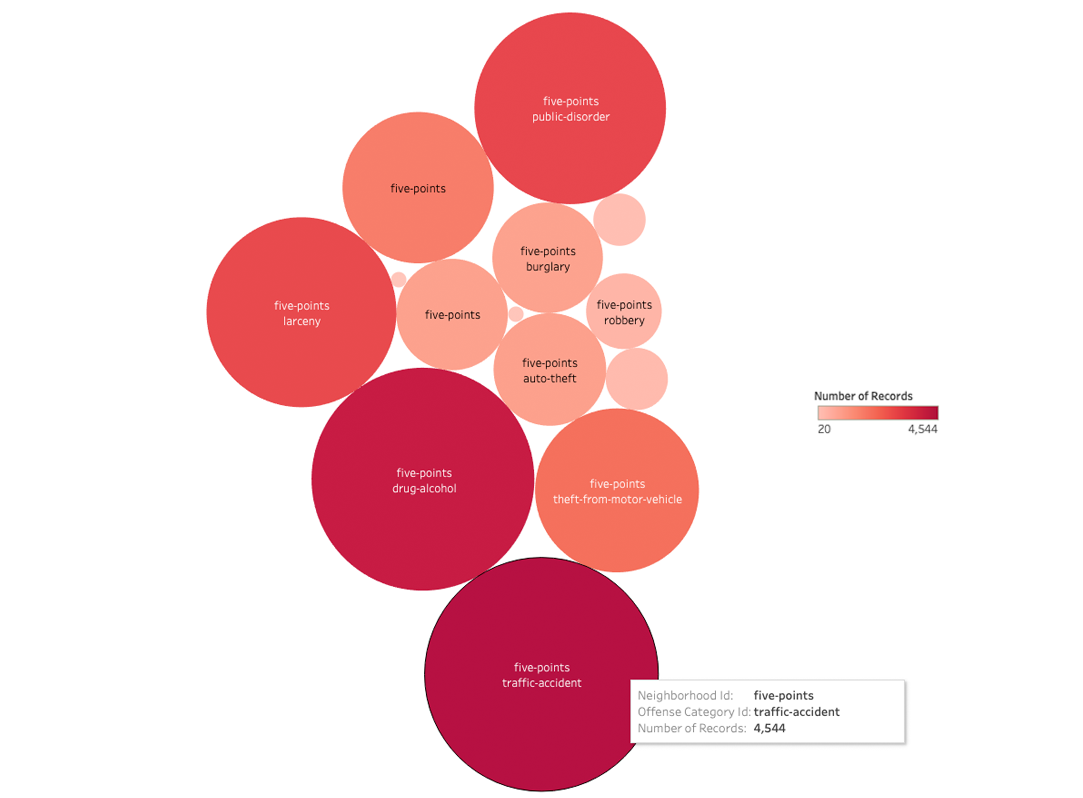 five-points
public-disorder
five-points
five-points
burglary
five-points
larceny
five-points
five-points
robbery
five-points
auto-theft
five-points
drug-alcohol
five-points
theft-from-motor-vehicle
Number of Records
20 4,544
five-points
traffic-accident
Neighborhood Id: five-points
Offense Category Id: traffic-accident
Number of Records: 4,544